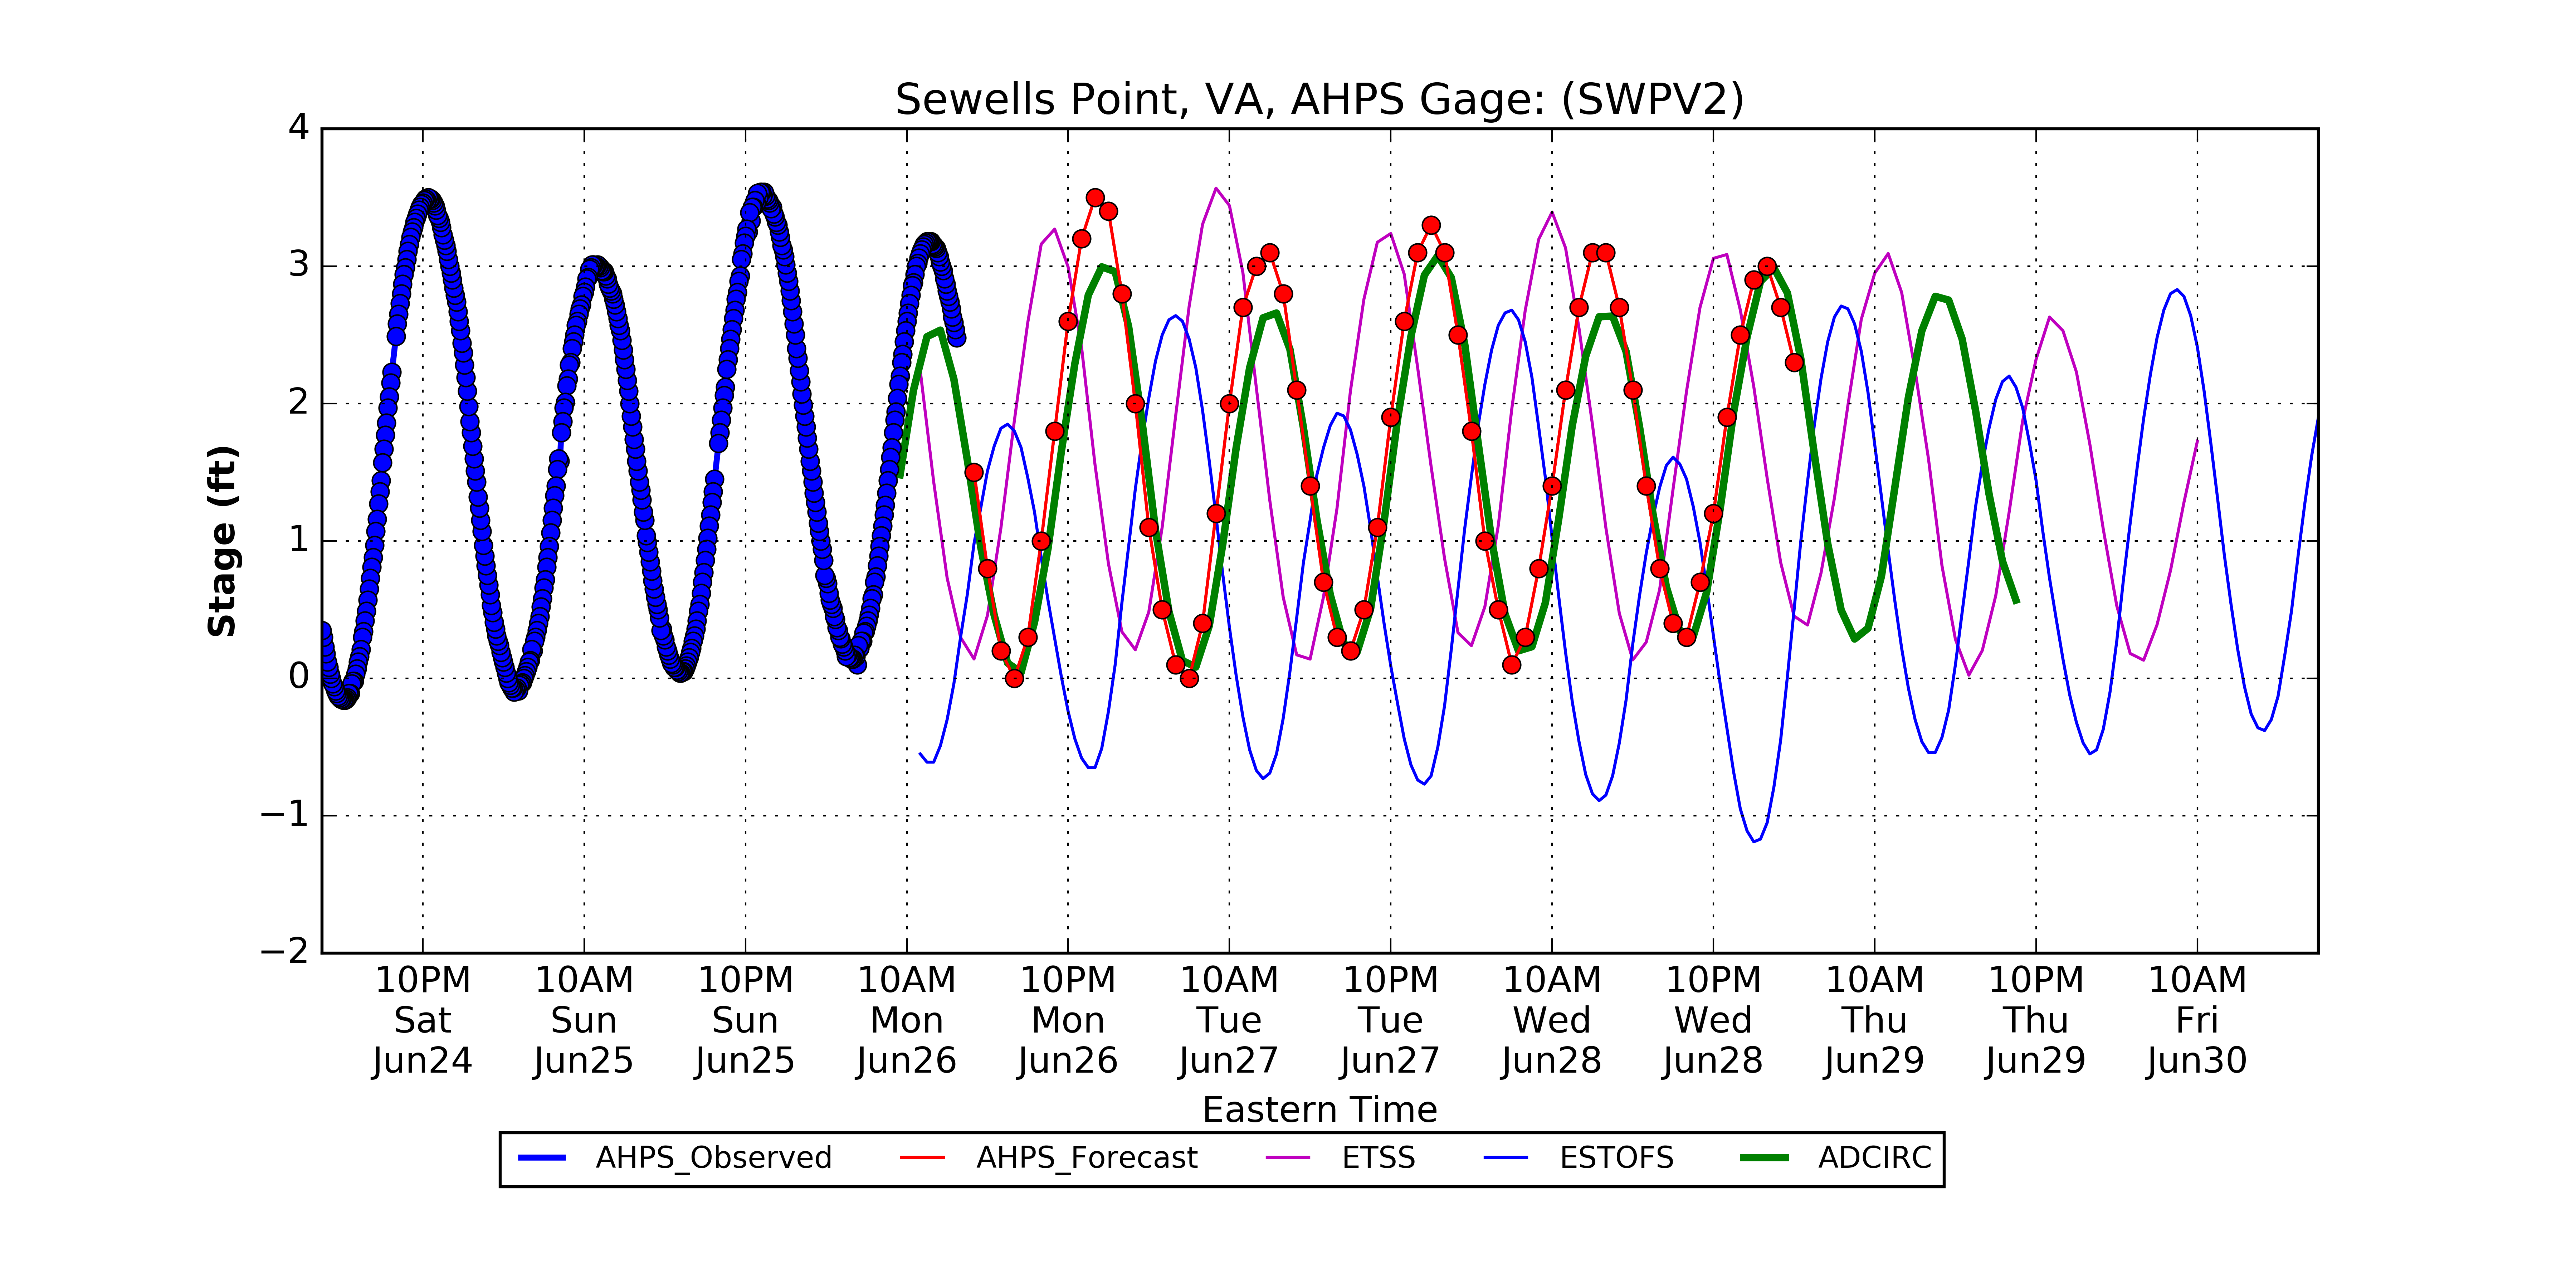 Sewells Point, VA, AHPS Gage: (SWPV2)
4
3
2
1
0
−1
−2
Stage (ft)
10PM 10AM 10PM 10AM 10PM 10AM 10PM 10AM 10PM 10AM 10PM 10AM
Sat Sun Sun Mon Mon Tue Tue Wed Wed Thu Thu Fri
Jun24 Jun25 Jun25 Jun26 Jun26 Jun27 Jun27 Jun28 Jun28 Jun29 Jun29 Jun30
Eastern Time
AHPS_Observed AHPS_Forecast ETSS ESTOFS ADCIRC